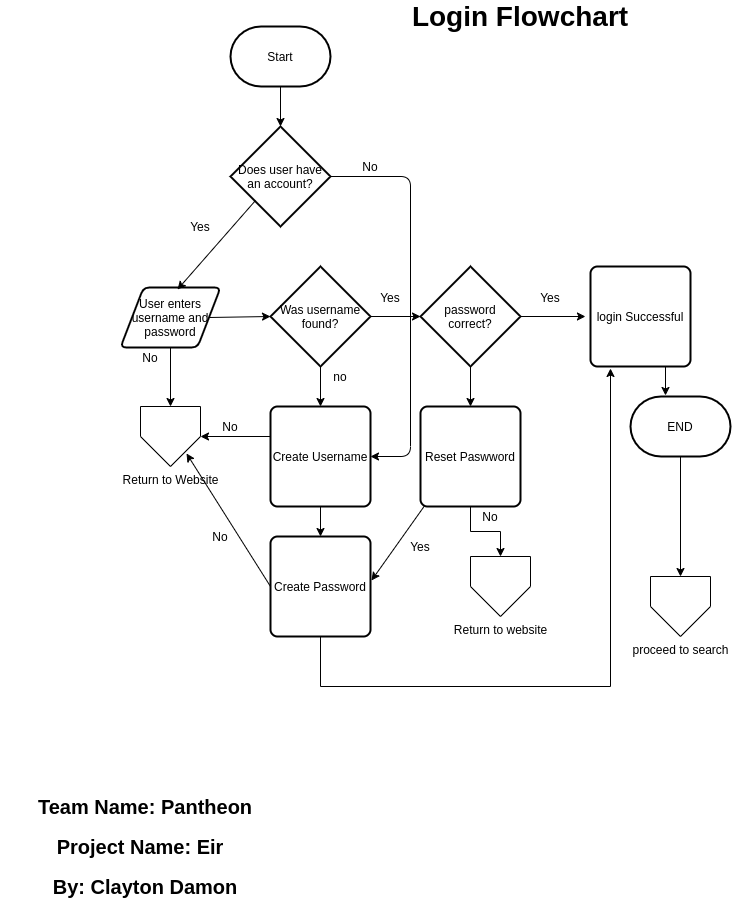 Login Flowchart
Start
Does user have
an account?
No
Yes
User enters
username and
password
Was username
found?
Yes
password
correct?
Yes
login Successful
No
no
Create Username
No
Reset Paswword
END
Return to Website
No
Create Password
Yes
No
Return to website
proceed to search
Team Name: Pantheon
Project Name: Eir
By: Clayton Damon